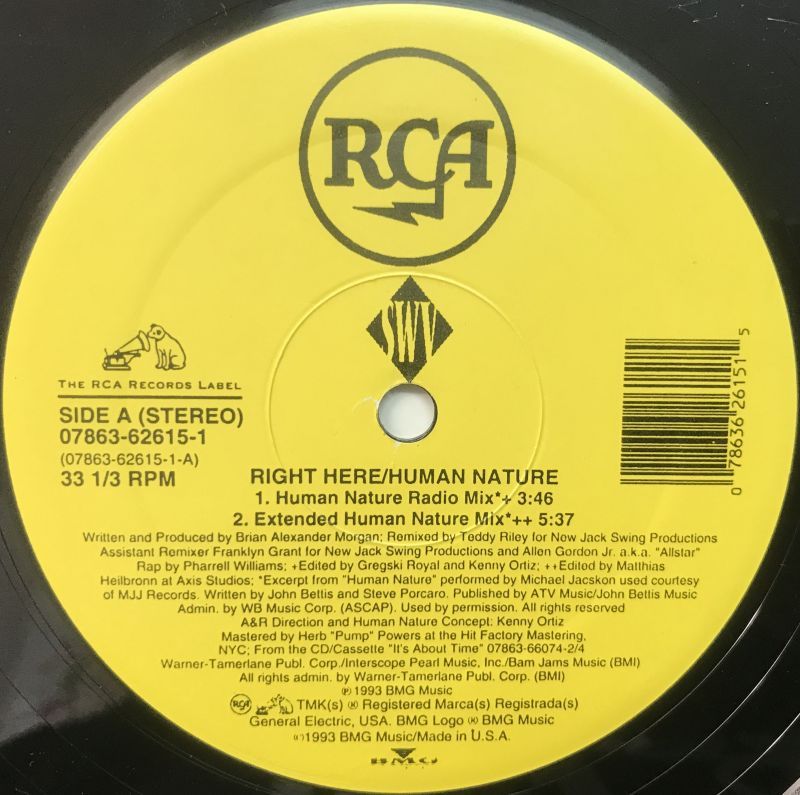 RCA
SWV
THE RCA RECORDS LABEL
SIDE A (STEREO)
07863-62615-1
(07863-62615-1-A)
33 1/3 RPM
0 78636 26151 5
RIGHT HERE/HUMAN NATURE
1. Human Nature Radio Mix*+ 3:46
2. Extended Human Nature Mix*++ 5:37
Written and Produced by Brian Alexander Morgan; Remixed by Teddy Riley for New Jack Swing Productions
Assistant Remixer Franklyn Grant for New Jack Swing Productions and Allen Gordon Jr. a.k.a. "Allstar"
Rap by Pharrell Williams; +Edited by Gregski Royal and Kenny Ortiz; ++Edited by Matthias
Heilbronn at Axis Studios; *Excerpt from "Human Nature" performed by Michael Jacskon used courtesy
of MJJ Records. Written by John Bettis and Steve Porcaro. Published by ATV Music/John Bettis Music
Admin. by WB Music Corp. (ASCAP). Used by permission. All rights reserved
A&R Direction and Human Nature Concept: Kenny Ortiz
Mastered by Herb "Pump" Powers at the Hit Factory Mastering,
NYC; From the CD/Cassette "It's About Time" 07863-66074-2/4
Warner-Tamerlane Publ. Corp./Interscope Pearl Music, Inc./Bam Jams Music (BMI)
All rights admin. by Warner-Tamerlane Publ. Corp. (BMI)
℗ 1993 BMG Music
RCA TMK(s) ® Registered Marca(s) Registrada(s)
General Electric, USA. BMG Logo ® BMG Music
©1993 BMG Music/Made in U.S.A.
BMG